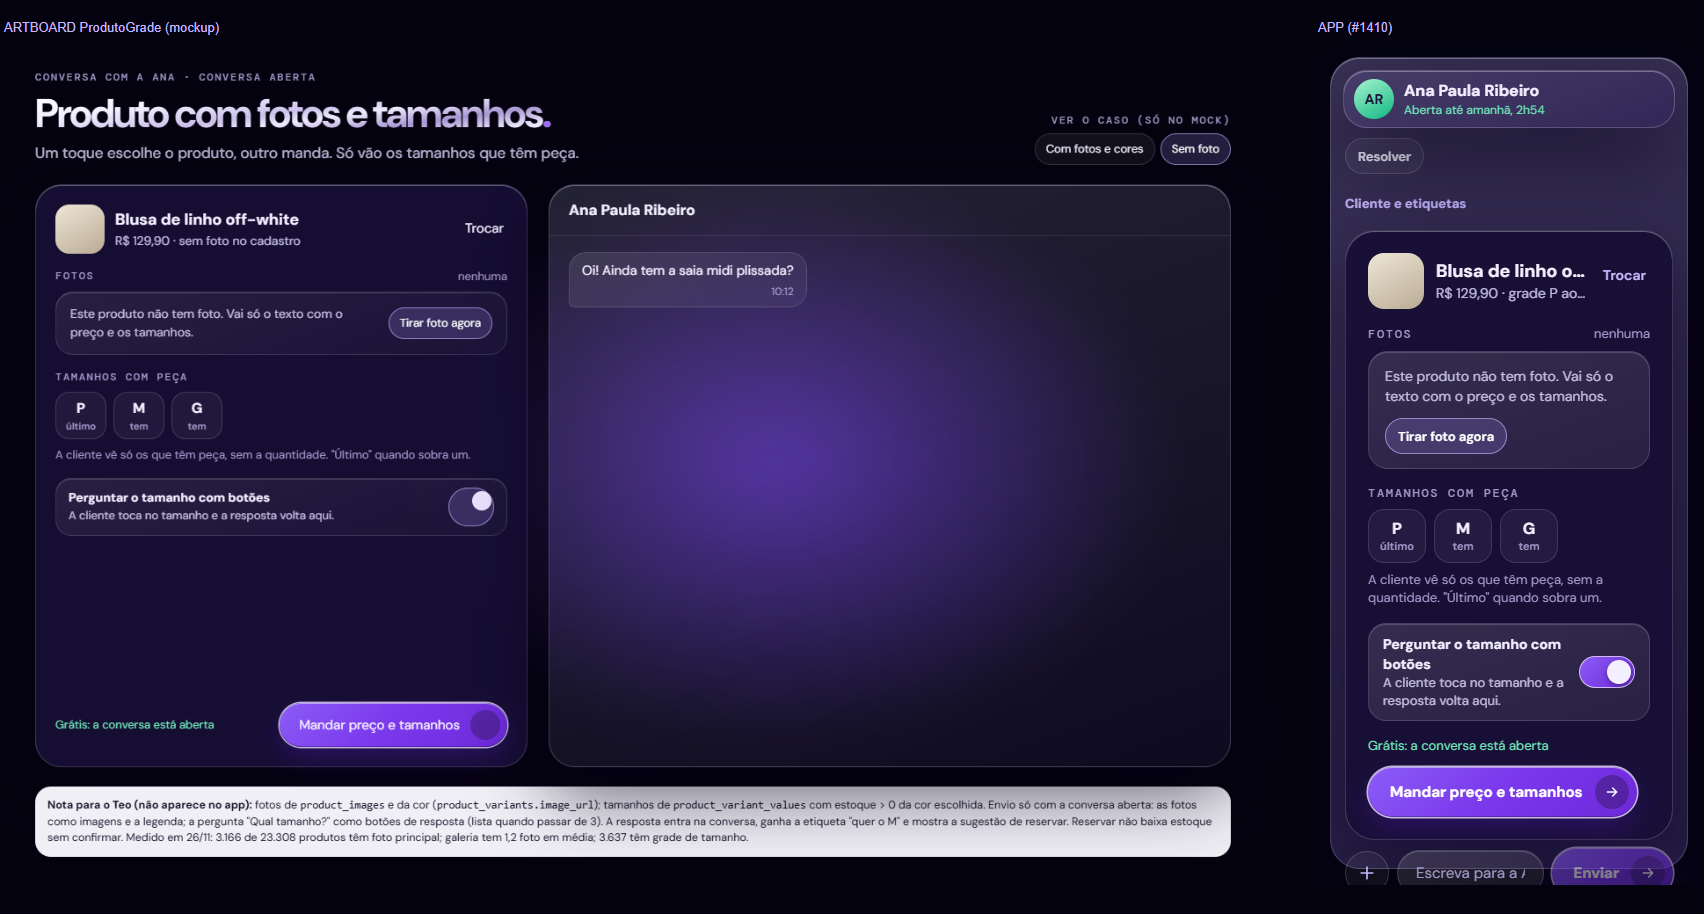 ARTBOARD ProdutoGrade (mockup)
CONVERSA COM A ANA · CONVERSA ABERTA
Produto com fotos e tamanhos.
Um toque escolhe o produto, outro manda. Só vão os tamanhos que têm peça.
VER O CASO (SÓ NO MOCK)
Com fotos e cores
Sem foto
Blusa de linho off-white
R$ 129,90 · sem foto no cadastro
Trocar
FOTOS
nenhuma
Este produto não tem foto. Vai só o texto com o
preço e os tamanhos.
Tirar foto agora
TAMANHOS COM PEÇA
P
último
M
tem
G
tem
A cliente vê só os que têm peça, sem a quantidade. "Último" quando sobra um.
Perguntar o tamanho com botões
A cliente toca no tamanho e a resposta volta aqui.
Grátis: a conversa está aberta
Mandar preço e tamanhos
Ana Paula Ribeiro
Oi! Ainda tem a saia midi plissada?
10:12
Nota para o Teo (não aparece no app): fotos de product_images e da cor (product_variants.image_url); tamanhos de product_variant_values com estoque > 0 da cor escolhida. Envio só com a conversa aberta: as fotos
como imagens e a legenda; a pergunta "Qual tamanho?" como botões de resposta (lista quando passar de 3). A resposta entra na conversa, ganha a etiqueta "quer o M" e mostra a sugestão de reservar. Reservar não baixa estoque
sem confirmar. Medido em 26/11: 3.166 de 23.308 produtos têm foto principal; galeria tem 1,2 foto em média; 3.637 têm grade de tamanho.
APP (#1410)
AR
Ana Paula Ribeiro
Aberta até amanhã, 2h54
Resolver
Cliente e etiquetas
Blusa de linho o...
R$ 129,90 · grade P ao...
Trocar
FOTOS
nenhuma
Este produto não tem foto. Vai só o
texto com o preço e os tamanhos.
Tirar foto agora
TAMANHOS COM PEÇA
P
último
M
tem
G
tem
A cliente vê só os que têm peça, sem a
quantidade. "Último" quando sobra um.
Perguntar o tamanho com
botões
A cliente toca no tamanho e a
resposta volta aqui.
Grátis: a conversa está aberta
Mandar preço e tamanhos
Escreva para a
Enviar